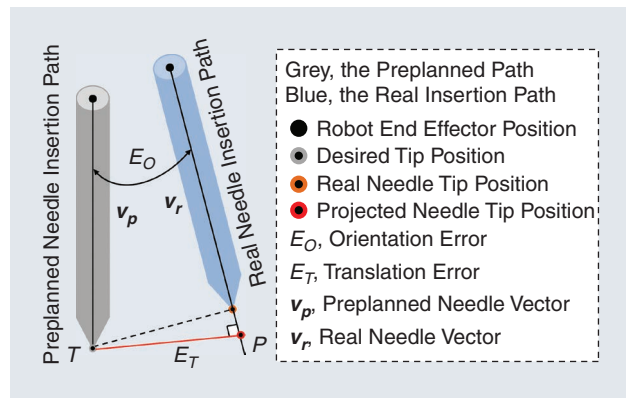 Preplanned Needle Insertion Path
Real Needle Insertion Path
E_O
v_p
v_r
T
E_T
P
Grey, the Preplanned Path
Blue, the Real Insertion Path
Robot End Effector Position
Desired Tip Position
Real Needle Tip Position
Projected Needle Tip Position
E_O, Orientation Error
E_T, Translation Error
v_p, Preplanned Needle Vector
v_r, Real Needle Vector